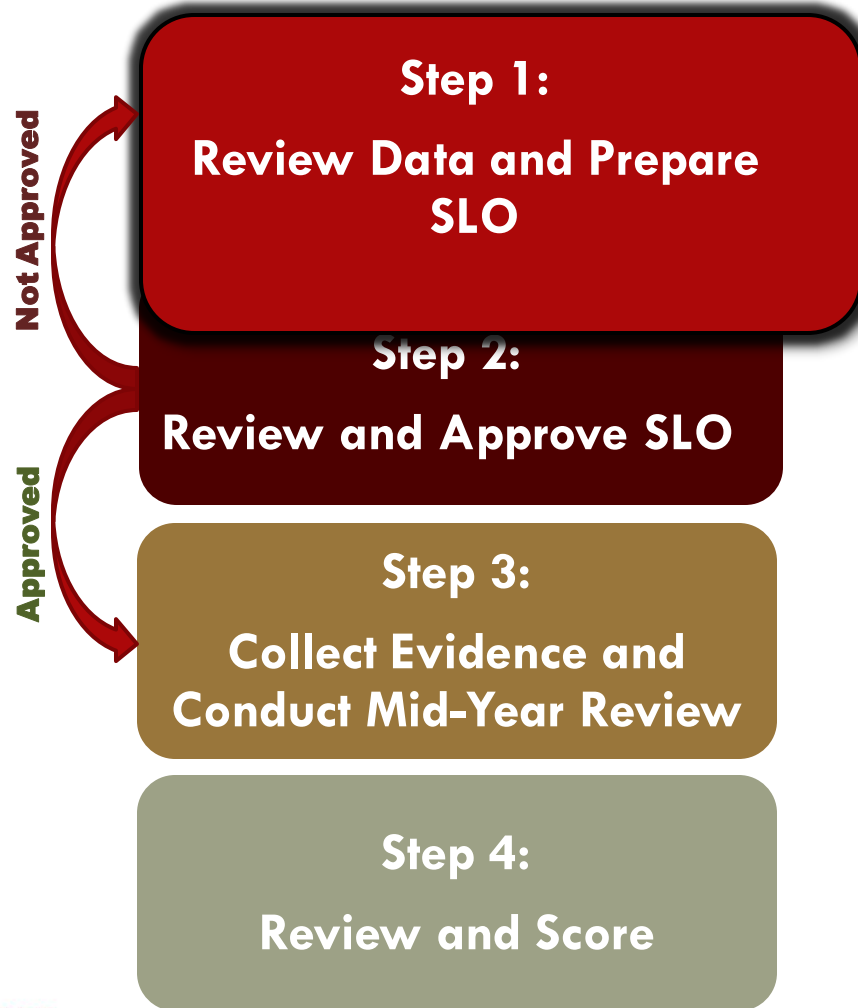 Step 1:
Review Data and Prepare
SLO
Not Approved
Step 2:
Review and Approve SLO
Approved
Step 3:
Collect Evidence and
Conduct Mid-Year Review
Step 4:
Review and Score